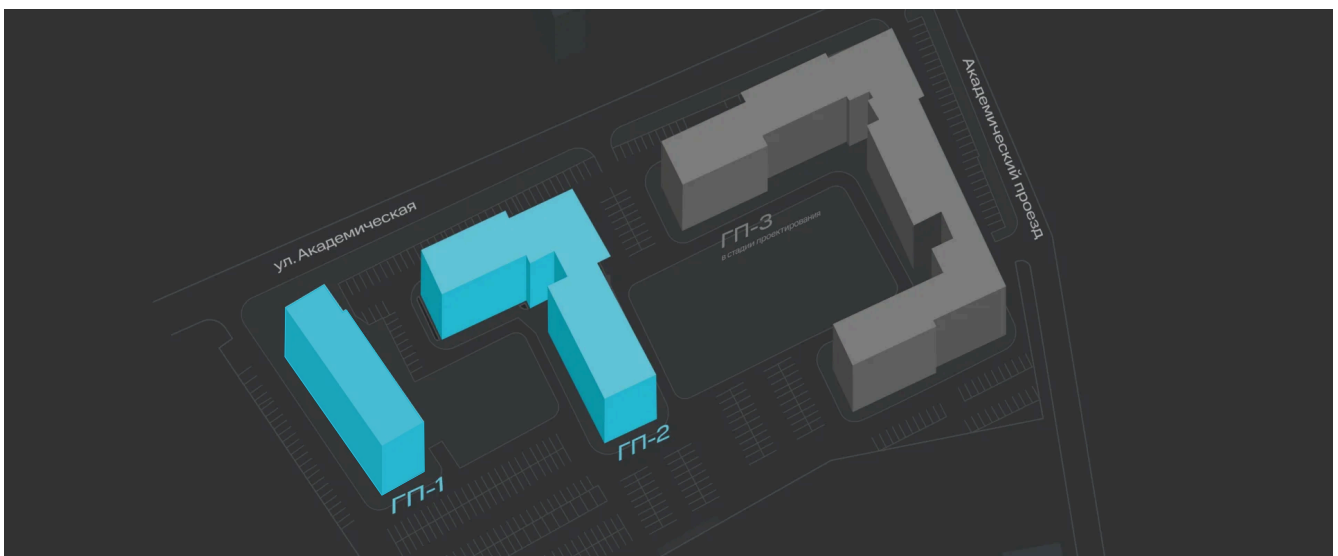 ул. Академическая
Академический проезд
ГП-3
в стадии проектирования
ГП-2
ГП-1